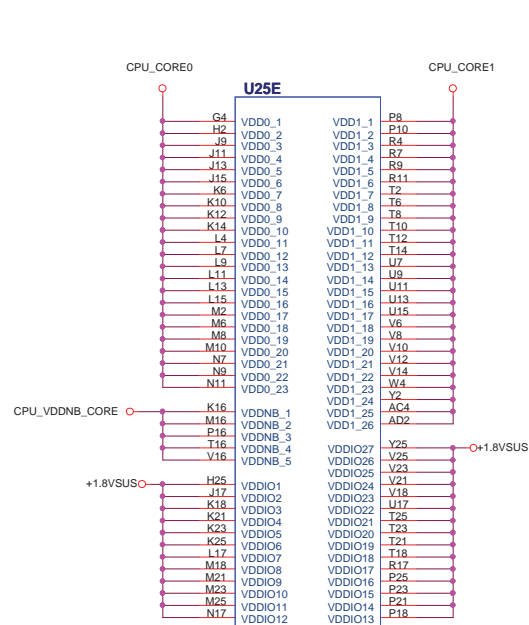 CPU_CORE0 CPU_CORE1
U25E
G4 VDD0_1 VDD1_1 P8
H2 VDD0_2 VDD1_2 P10
J9 VDD0_3 VDD1_3 R4
J11 VDD0_4 VDD1_4 R7
J13 VDD0_5 VDD1_5 R9
J15 VDD0_6 VDD1_6 R11
K6 VDD0_7 VDD1_7 T2
K10 VDD0_8 VDD1_8 T6
K12 VDD0_9 VDD1_9 T8
K14 VDD0_10 VDD1_10 T10
L4 VDD0_11 VDD1_11 T12
L7 VDD0_12 VDD1_12 T14
L9 VDD0_13 VDD1_13 U7
L11 VDD0_14 VDD1_14 U9
L13 VDD0_15 VDD1_15 U11
L15 VDD0_16 VDD1_16 U13
M2 VDD0_17 VDD1_17 U15
M6 VDD0_18 VDD1_18 V6
M8 VDD0_19 VDD1_19 V8
M10 VDD0_20 VDD1_20 V10
N7 VDD0_21 VDD1_21 V12
N9 VDD0_22 VDD1_22 V14
N11 VDD0_23 VDD1_23 W4
VDD1_24 Y2
CPU_VDDNB_CORE K16 VDDNB_1 VDD1_25 AC4
M16 VDDNB_2 VDD1_26 AD2
P16 VDDNB_3
T16 VDDNB_4 VDDIO27 Y25 +1.8VSUS
V16 VDDNB_5 VDDIO26 V25
VDDIO25 V23
+1.8VSUS H25 VDDIO1 VDDIO24 V21
J17 VDDIO2 VDDIO23 V18
K18 VDDIO3 VDDIO22 U17
K21 VDDIO4 VDDIO21 T25
K23 VDDIO5 VDDIO20 T23
K25 VDDIO6 VDDIO19 T21
L17 VDDIO7 VDDIO18 T18
M18 VDDIO8 VDDIO17 R17
M21 VDDIO9 VDDIO16 P25
M23 VDDIO10 VDDIO15 P23
M25 VDDIO11 VDDIO14 P21
N17 VDDIO12 VDDIO13 P18